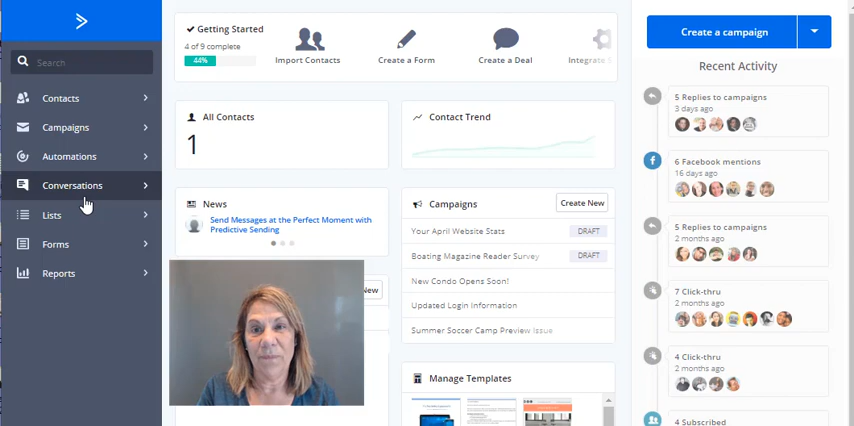 Search
Contacts
Campaigns
Automations
Conversations
Lists
Forms
Reports
Getting Started
4 of 9 complete
44%
Import Contacts
Create a Form
Create a Deal
Integrate
All Contacts
1
Contact Trend
News
Send Messages at the Perfect Moment with
Predictive Sending
New
Campaigns
Create New
Your April Website Stats
DRAFT
Boating Magazine Reader Survey
DRAFT
New Condo Opens Soon!
Updated Login Information
Summer Soccer Camp Preview Issue
Manage Templates
Create a campaign
Recent Activity
5 Replies to campaigns
3 days ago
6 Facebook mentions
16 days ago
5 Replies to campaigns
2 months ago
7 Click-thru
2 months ago
4 Click-thru
2 months ago
4 Subscribed